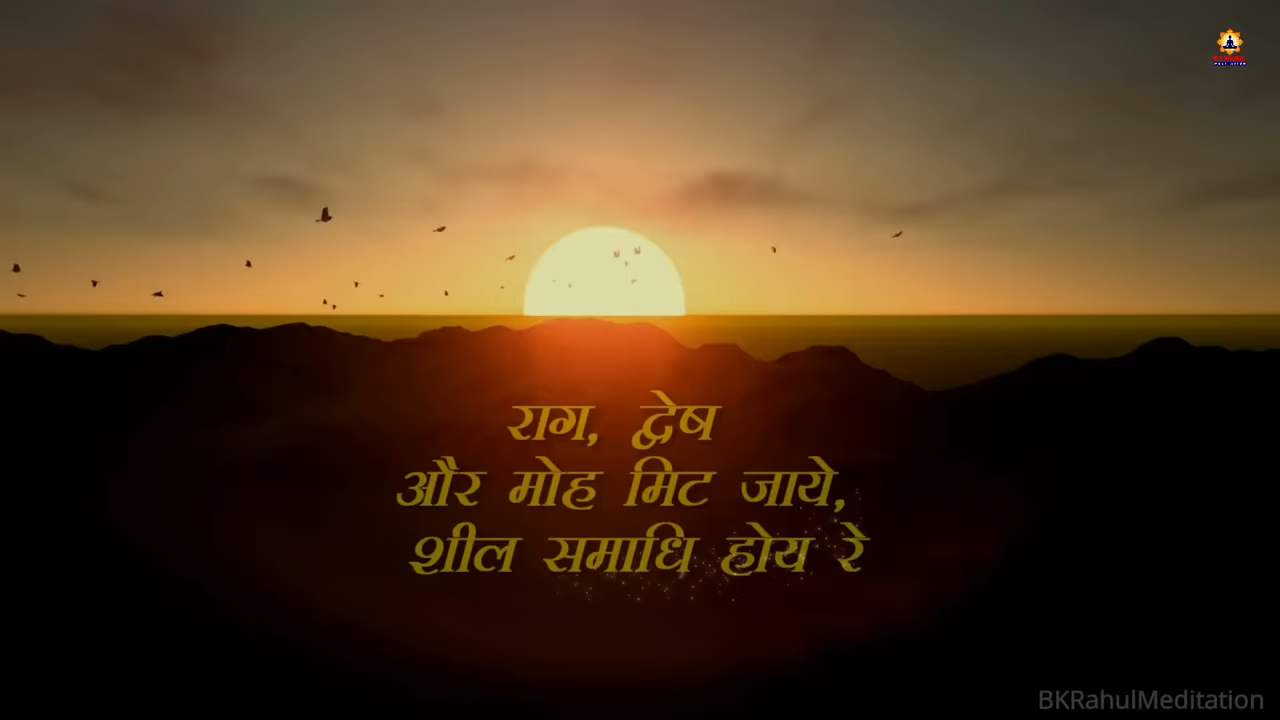 राग, द्वेष
और मोह मिट जाये,
शील समाधि होय रे
BKRahulMeditation